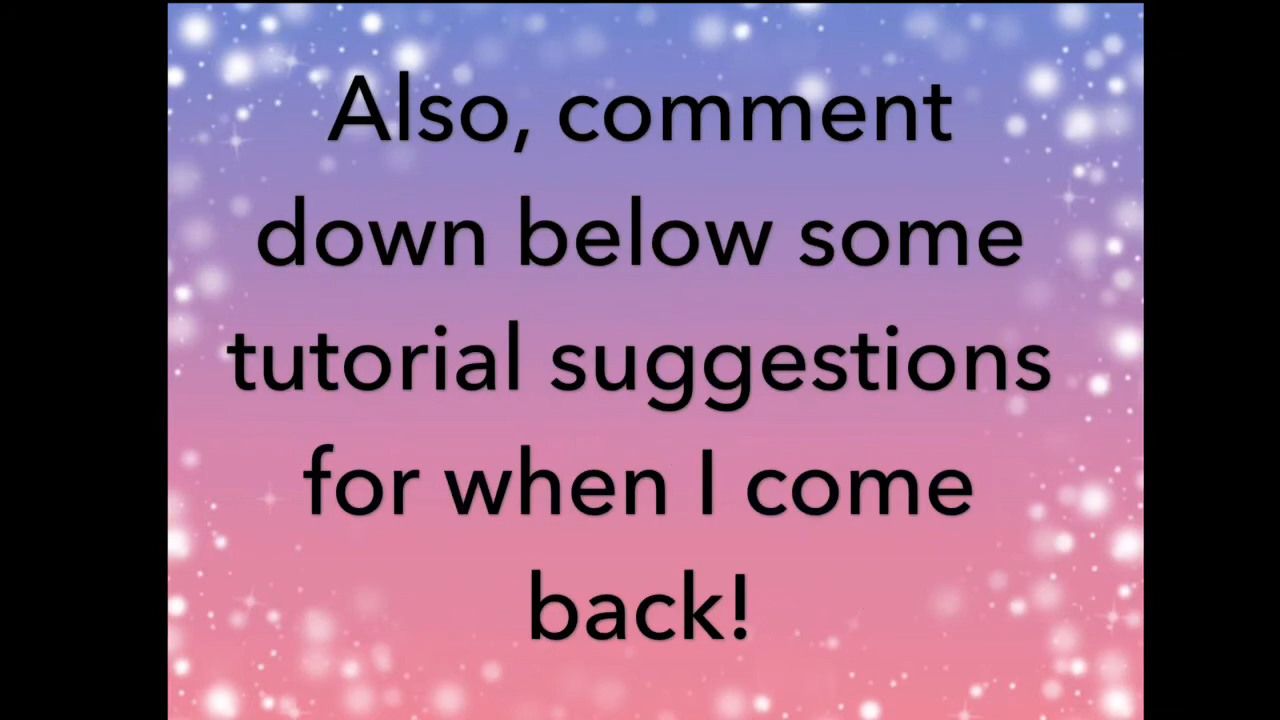 Also, comment
down below some
tutorial suggestions
for when I come
back!